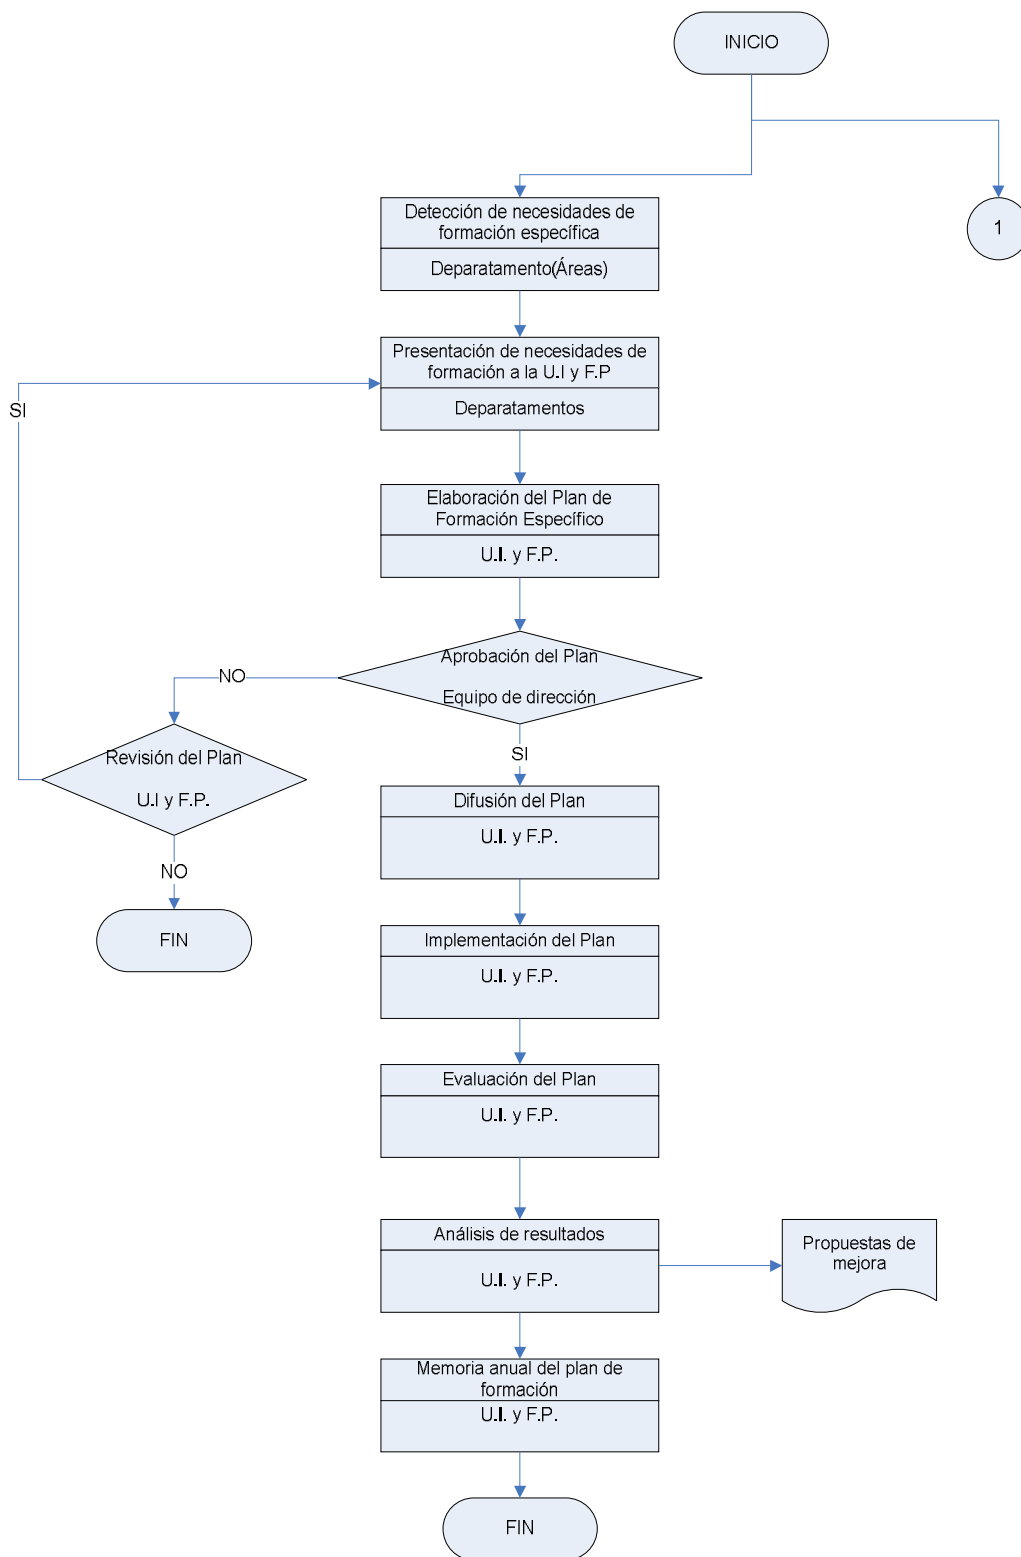 INICIO
1
Detección de necesidades de
formación específica
Deparatamento(Áreas)
Presentación de necesidades de
formación a la U.I y F.P
Deparatamentos
SI
Elaboración del Plan de
Formación Específico
U.I. y F.P.
Aprobación del Plan
Equipo de dirección
NO
SI
Revisión del Plan
U.I y F.P.
NO
FIN
Difusión del Plan
U.I. y F.P.
Implementación del Plan
U.I. y F.P.
Evaluación del Plan
U.I. y F.P.
Análisis de resultados
U.I. y F.P.
Propuestas de
mejora
Memoria anual del plan de
formación
U.I. y F.P.
FIN